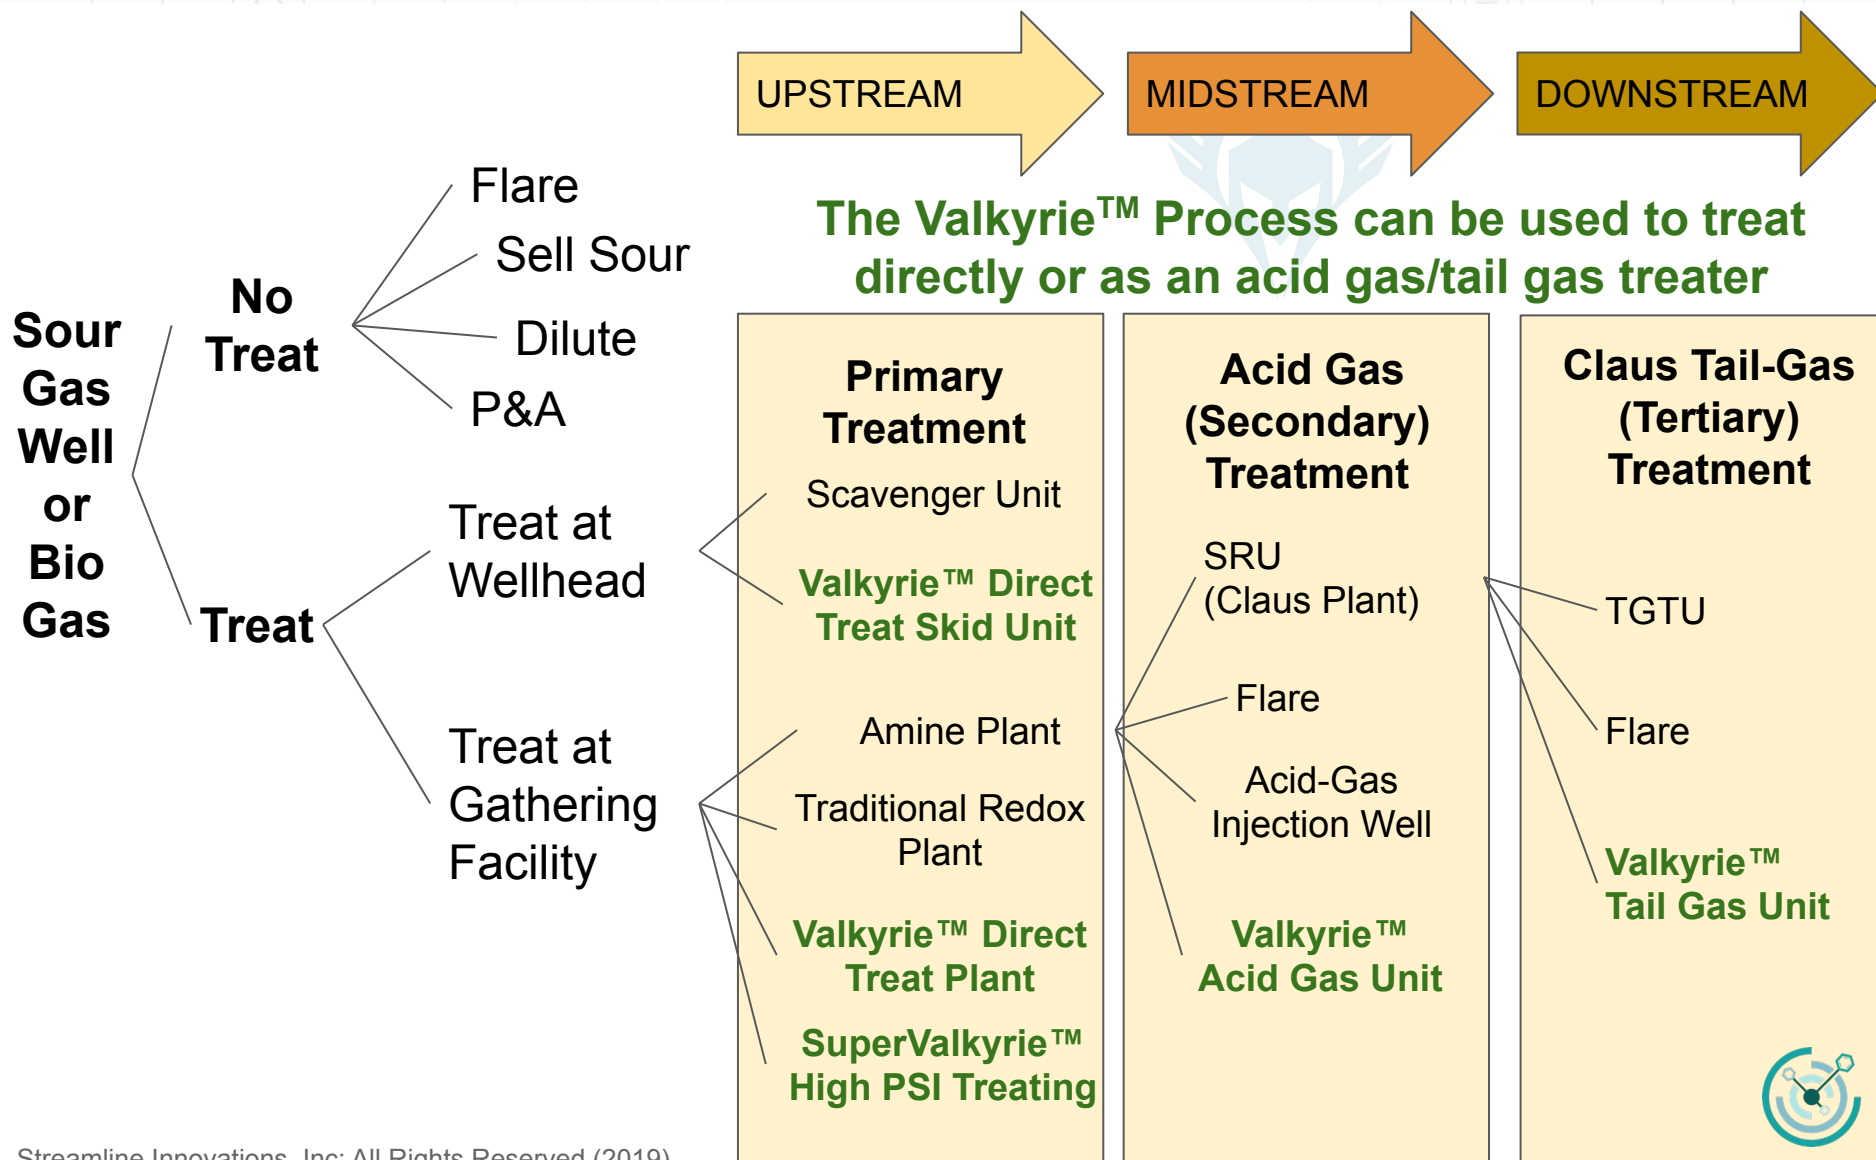 UPSTREAM
MIDSTREAM
DOWNSTREAM
The Valkyrie™ Process can be used to treat
directly or as an acid gas/tail gas treater
Sour
Gas
Well
or
Bio
Gas
No
Treat
Flare
Sell Sour
Dilute
P&A
Treat
Treat at
Wellhead
Treat at
Gathering
Facility
Primary
Treatment
Scavenger Unit
Valkyrie™ Direct
Treat Skid Unit
Amine Plant
Traditional Redox
Plant
Valkyrie™ Direct
Treat Plant
SuperValkyrie™
High PSI Treating
Acid Gas
(Secondary)
Treatment
SRU
(Claus Plant)
Flare
Acid-Gas
Injection Well
Valkyrie™
Acid Gas Unit
Claus Tail-Gas
(Tertiary)
Treatment
TGTU
Flare
Valkyrie™
Tail Gas Unit
Streamline Innovations, Inc; All Rights Reserved (2019)